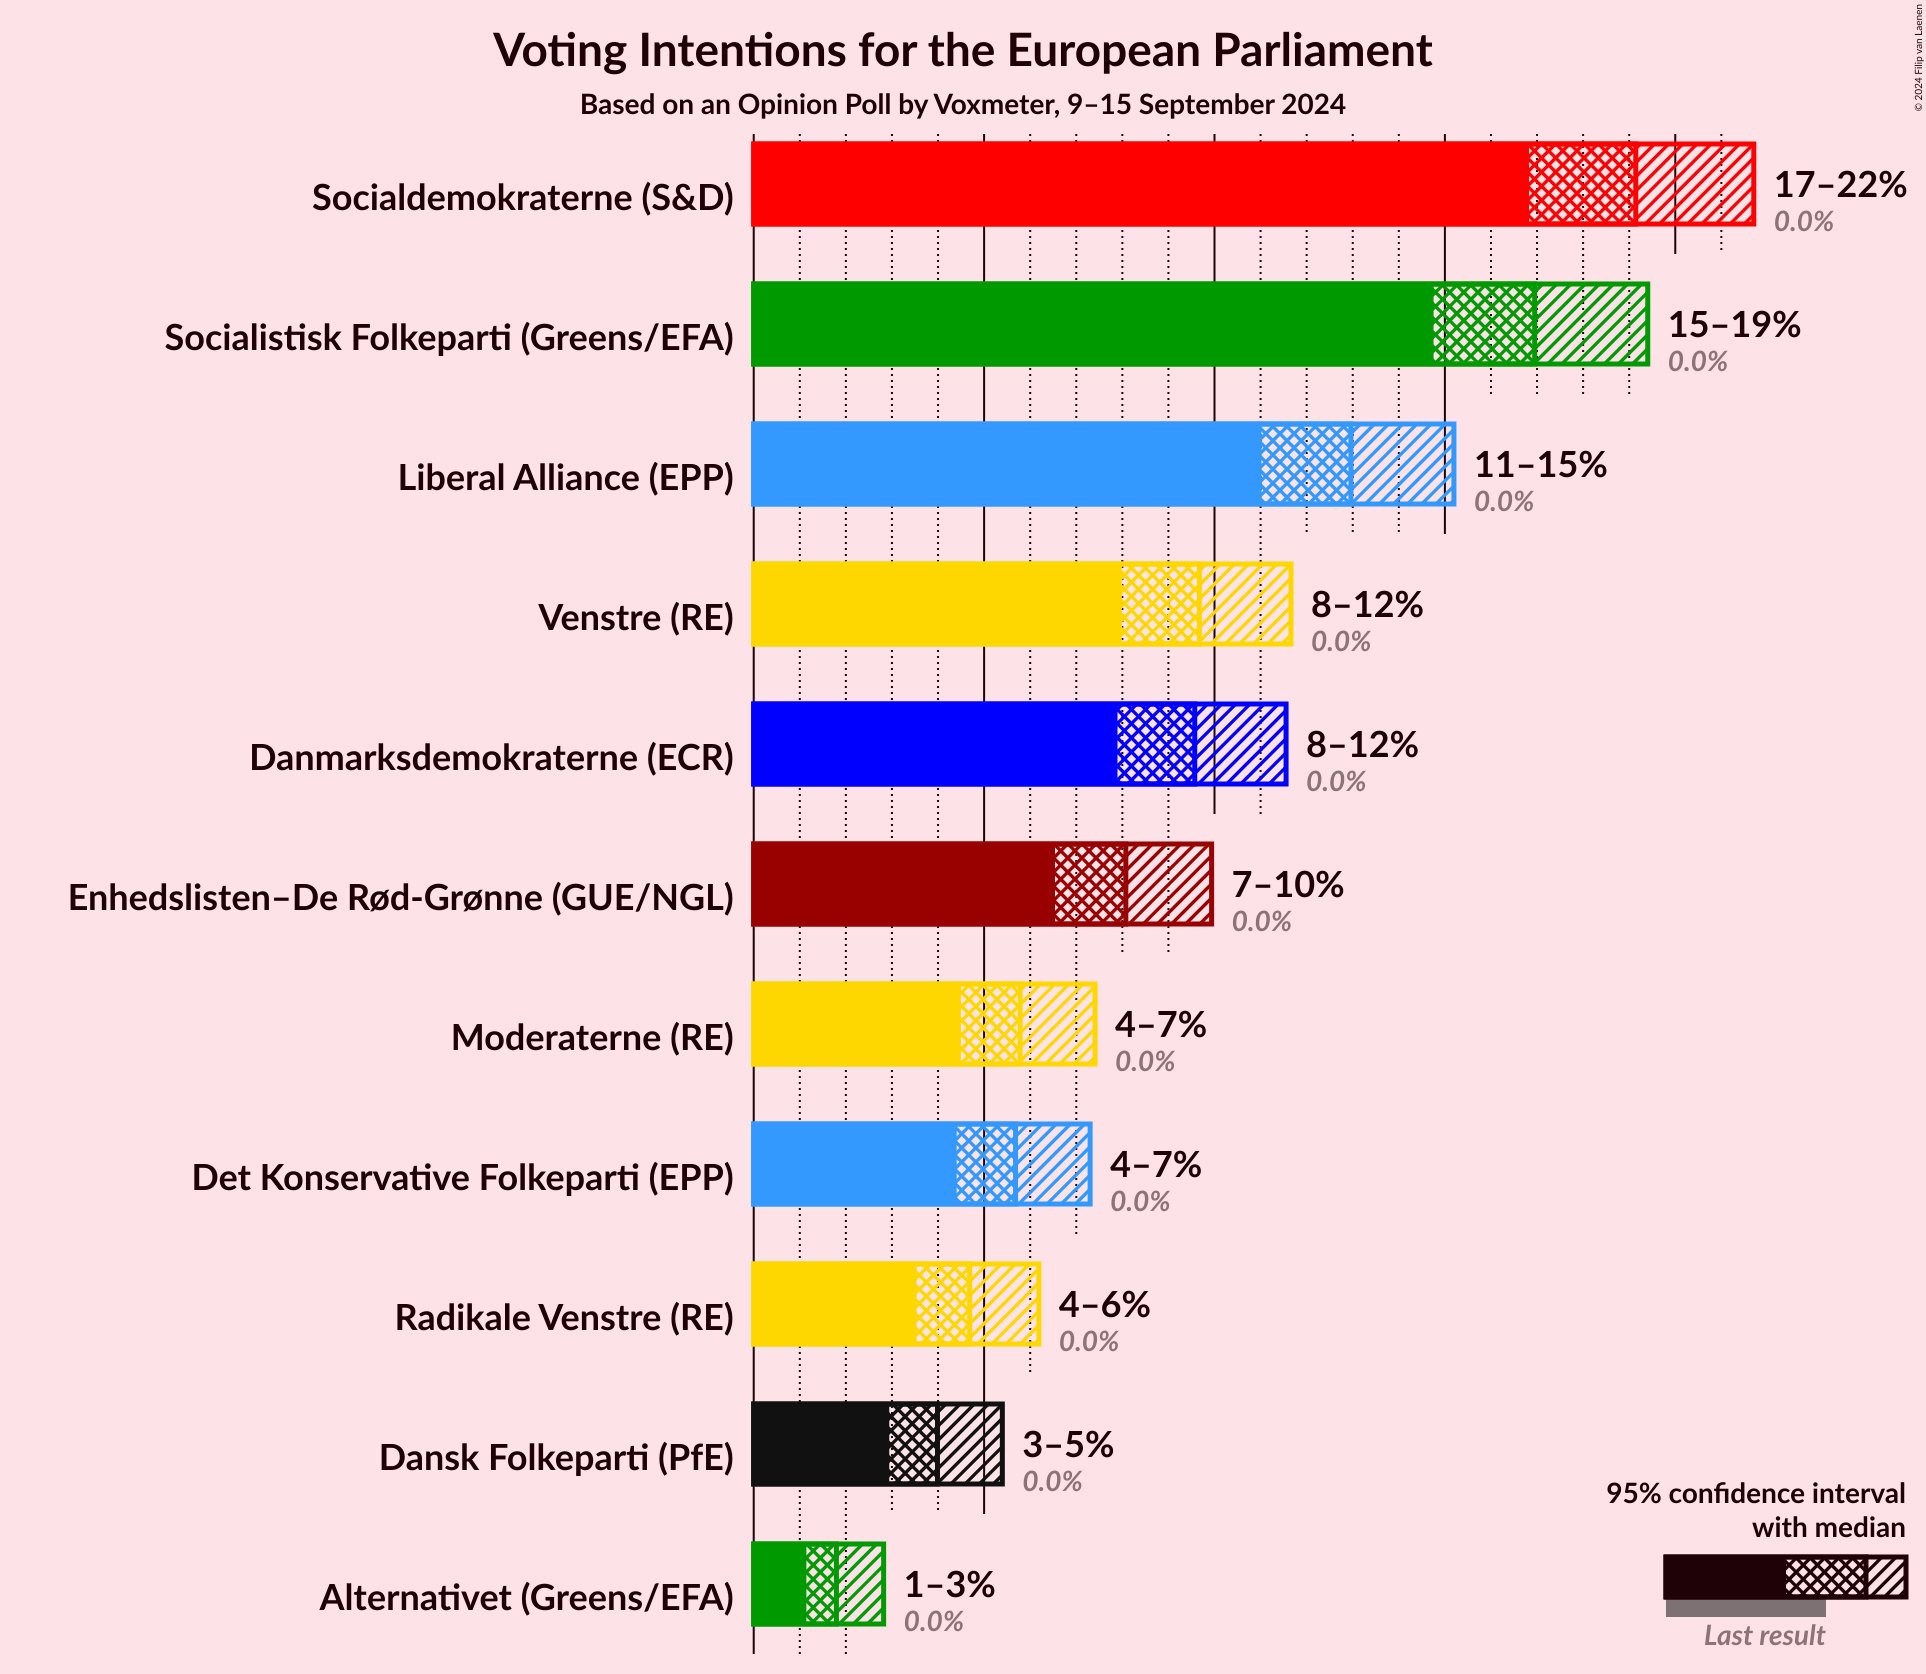 Voting Intentions for the European Parliament
Based on an Opinion Poll by Voxmeter, 9–15 September 2024
© 2024 Filip van Laenen
Socialdemokraterne (S&D)
17–22%
0.0%
Socialistisk Folkeparti (Greens/EFA)
15–19%
0.0%
Liberal Alliance (EPP)
11–15%
0.0%
Venstre (RE)
8–12%
0.0%
Danmarksdemokraterne (ECR)
8–12%
0.0%
Enhedslisten–De Rød-Grønne (GUE/NGL)
7–10%
0.0%
Moderaterne (RE)
4–7%
0.0%
Det Konservative Folkeparti (EPP)
4–7%
0.0%
Radikale Venstre (RE)
4–6%
0.0%
Dansk Folkeparti (PfE)
3–5%
0.0%
Alternativet (Greens/EFA)
1–3%
0.0%
95% confidence interval
with median
Last result